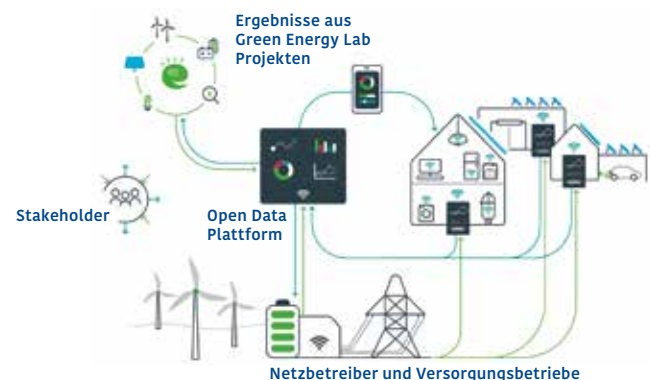 Ergebnisse aus
Green Energy Lab
Projekten
Stakeholder
Open Data
Plattform
Netzbetreiber und Versorgungsbetriebe